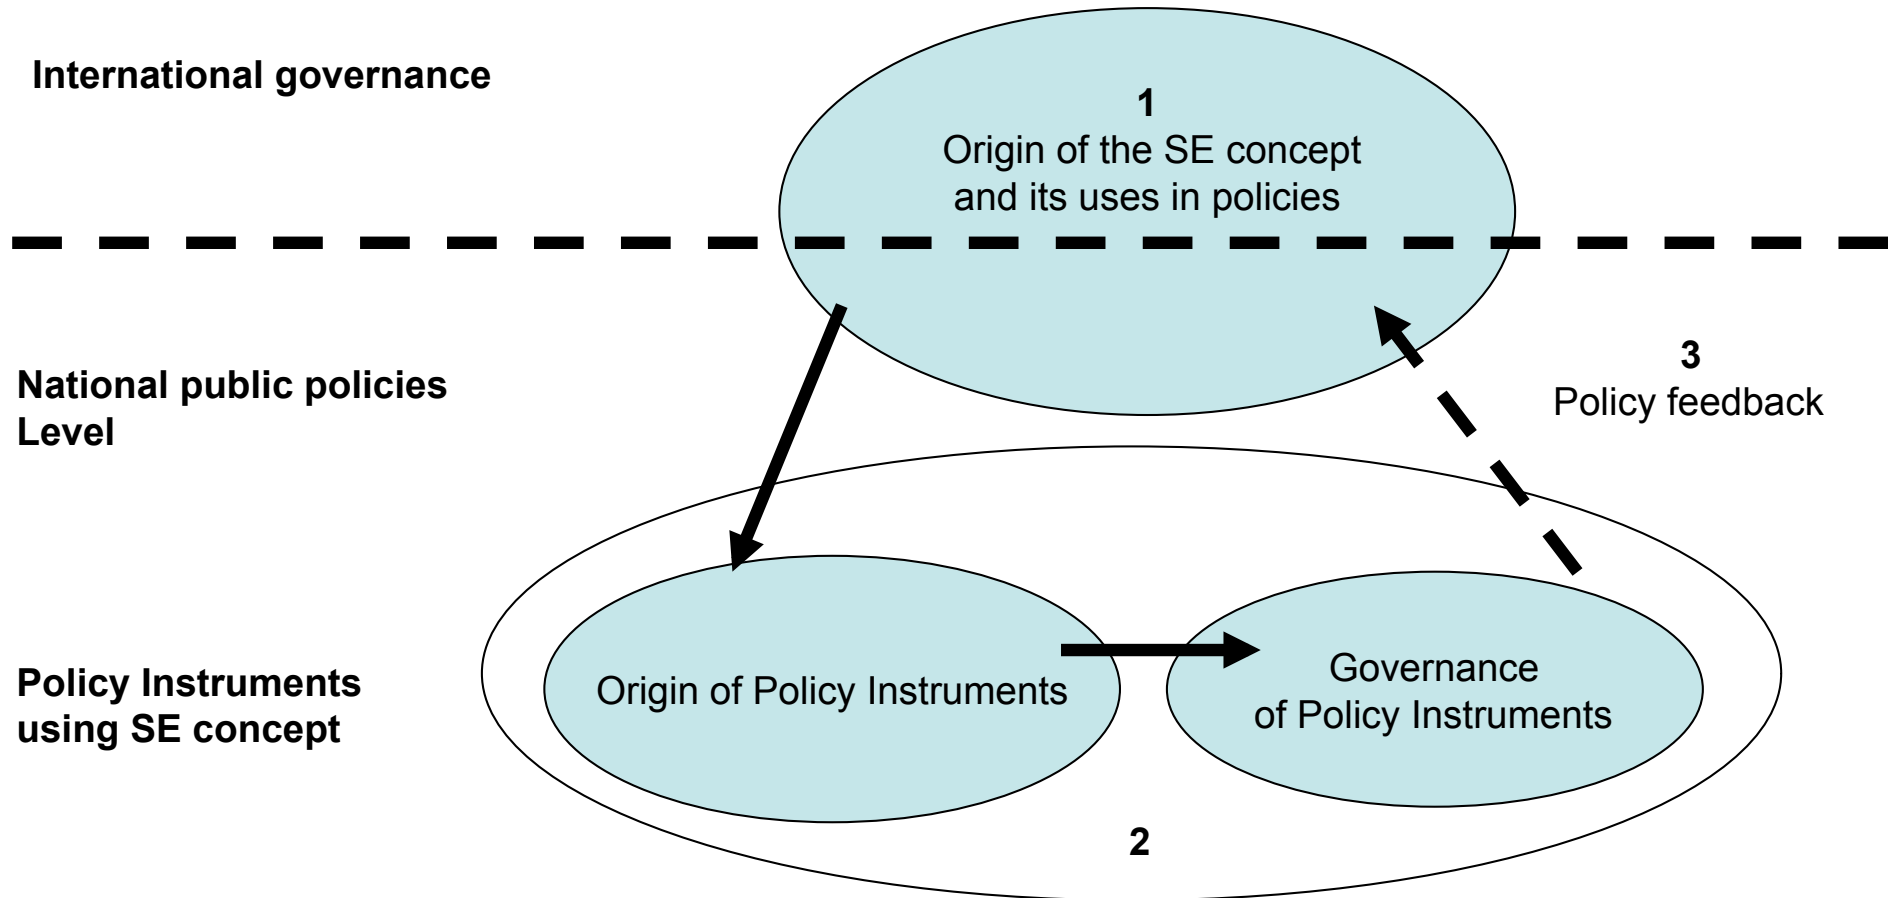 International governance
1
Origin of the SE concept
and its uses in policies
National public policies
Level
3
Policy feedback
Policy Instruments
using SE concept
Origin of Policy Instruments
Governance
of Policy Instruments
2